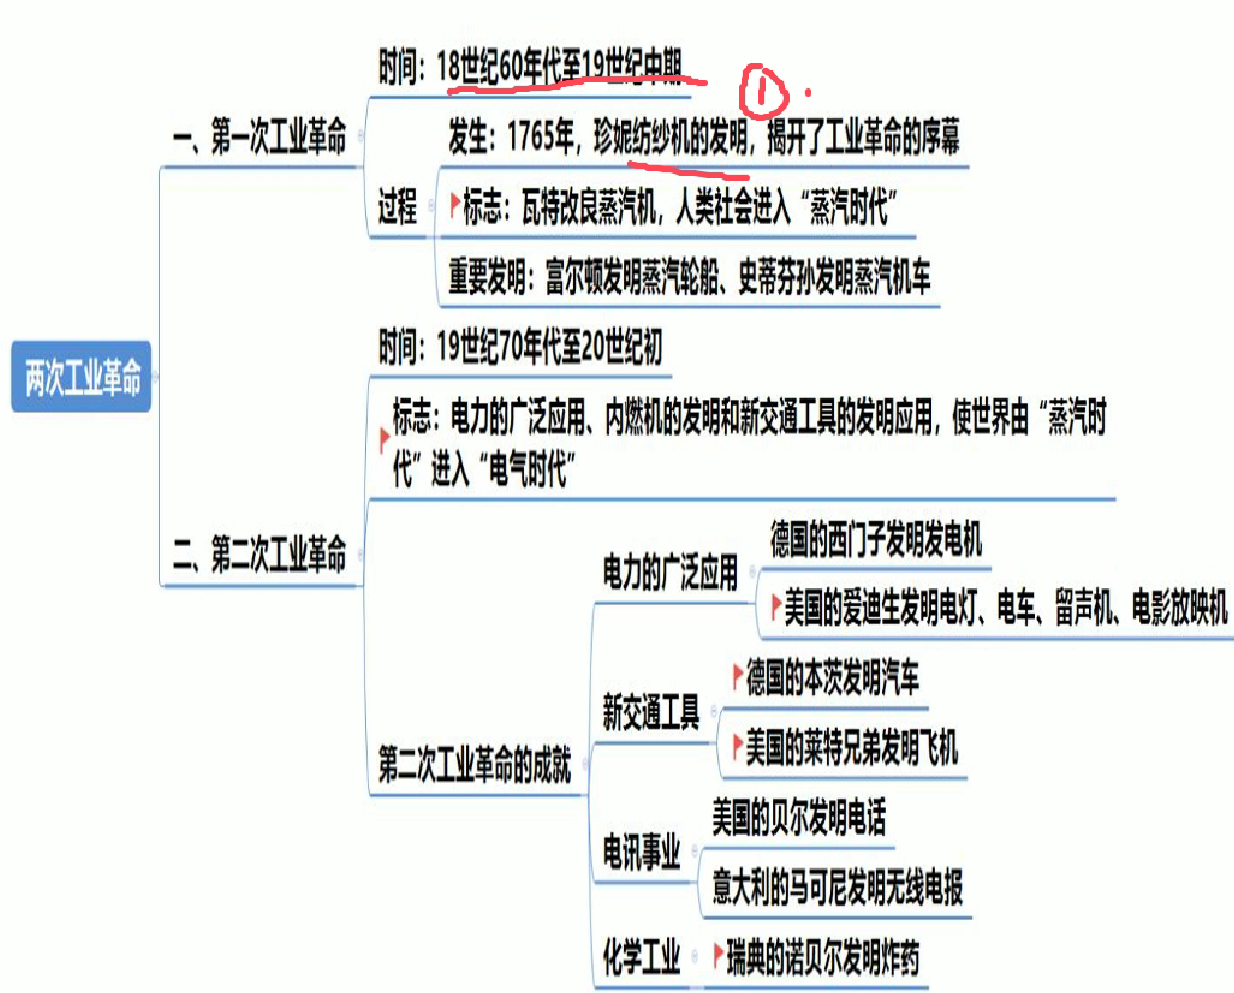 时间：18世纪60年代至19世纪中期
①
一、第一次工业革命
发生：1765年，珍妮纺纱机的发明，揭开了工业革命的序幕
过程
标志：瓦特改良蒸汽机，人类社会进入“蒸汽时代”
重要发明：富尔顿发明蒸汽轮船、史蒂芬孙发明蒸汽机车
时间：19世纪70年代至20世纪初
两次工业革命
标志：电力的广泛应用、内燃机的发明和新交通工具的发明应用，使世界由“蒸汽时
代”进入“电气时代”
二、第二次工业革命
德国的西门子发明发电机
电力的广泛应用
美国的爱迪生发明电灯、电车、留声机、电影放映机
德国的本茨发明汽车
新交通工具
美国的莱特兄弟发明飞机
第二次工业革命的成就
美国的贝尔发明电话
电讯事业
意大利的马可尼发明无线电报
化学工业
瑞典的诺贝尔发明炸药